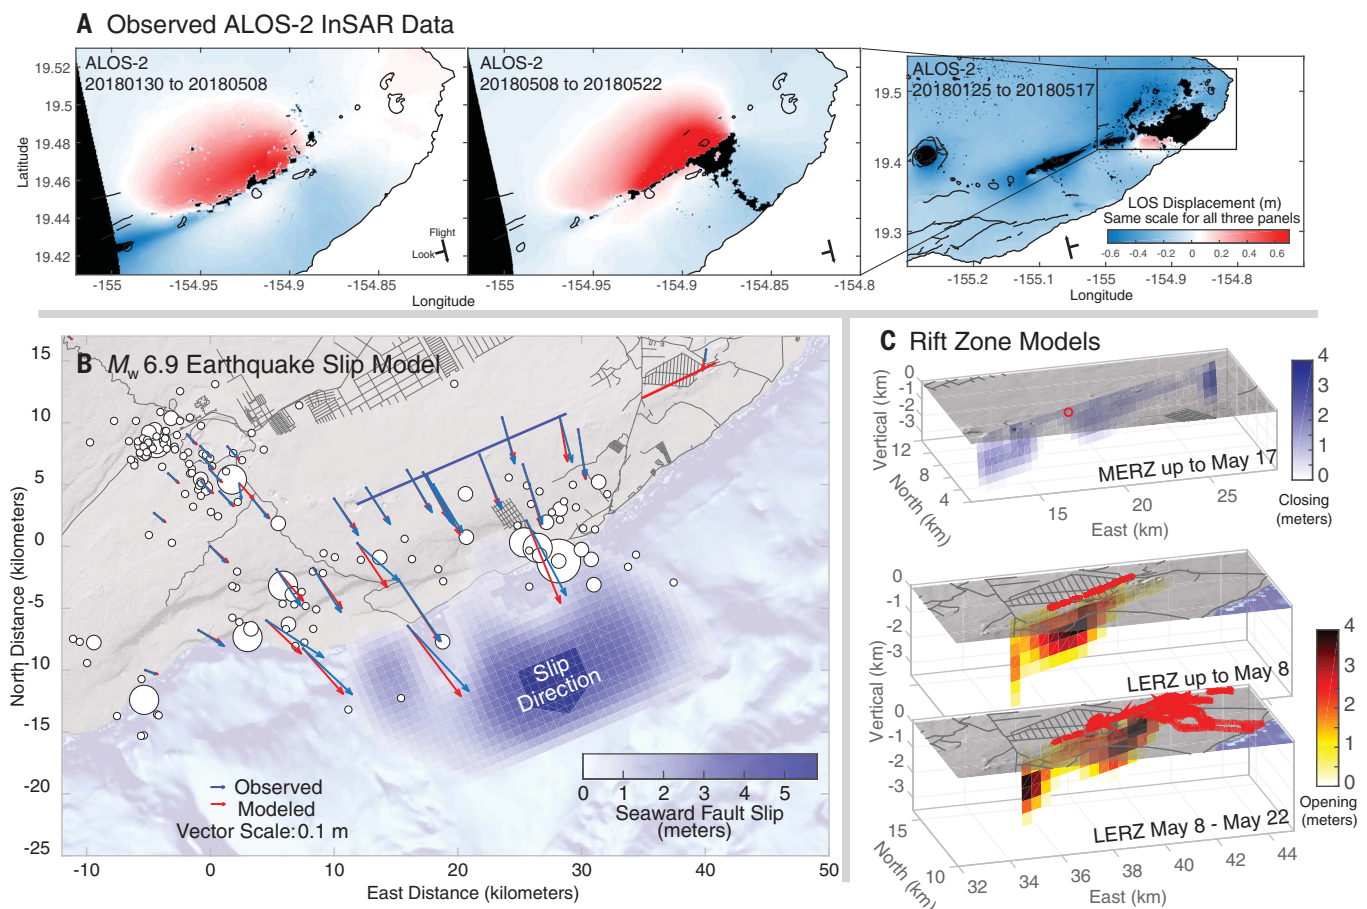 A Observed ALOS-2 InSAR Data
ALOS-2
20180130 to 20180508
ALOS-2
20180508 to 20180522
ALOS-2
20180125 to 20180517
19.52
19.5
19.48
19.46
19.44
19.42
Latitude
Flight
Look
-155
-154.95
-154.9
-154.85
-155
-154.95
-154.9
-154.85
-154.8
Longitude
19.5
19.4
19.3
LOS Displacement (m)
Same scale for all three panels
-0.6
-0.4
-0.2
0
0.2
0.4
0.6
-155.2
-155.1
-155
-154.9
-154.8
Longitude
B Mw 6.9 Earthquake Slip Model
15
10
5
0
-5
-10
-15
-20
-25
North Distance (kilometers)
Slip
Direction
Observed
Modeled
Vector Scale: 0.1 m
0 1 2 3 4 5
Seaward Fault Slip
(meters)
-10
0
10
20
30
40
50
East Distance (kilometers)
C Rift Zone Models
0
-1
-2
-3
Vertical (km)
12
8
4
North (km)
15
20
25
East (km)
MERZ up to May 17
4
3
2
1
0
Closing
(meters)
0
-1
-2
-3
LERZ up to May 8
Vertical (km)
0
-1
-2
-3
LERZ May 8 - May 22
15
10
North (km)
32
34
36
38
40
42
44
East (km)
4
3
2
1
0
Opening
(meters)